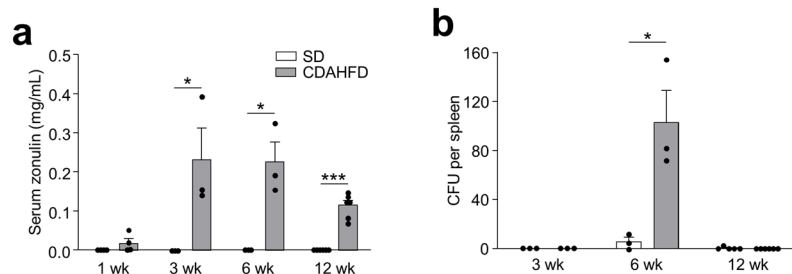 a
Serum zonulin (mg/mL)
0.5
0.4
0.3
0.2
0.1
0.0
SD
CDAHFD
*
*
***
1 wk 3 wk 6 wk 12 wk
b
CFU per spleen
160
120
80
40
0
*
3 wk 6 wk 12 wk